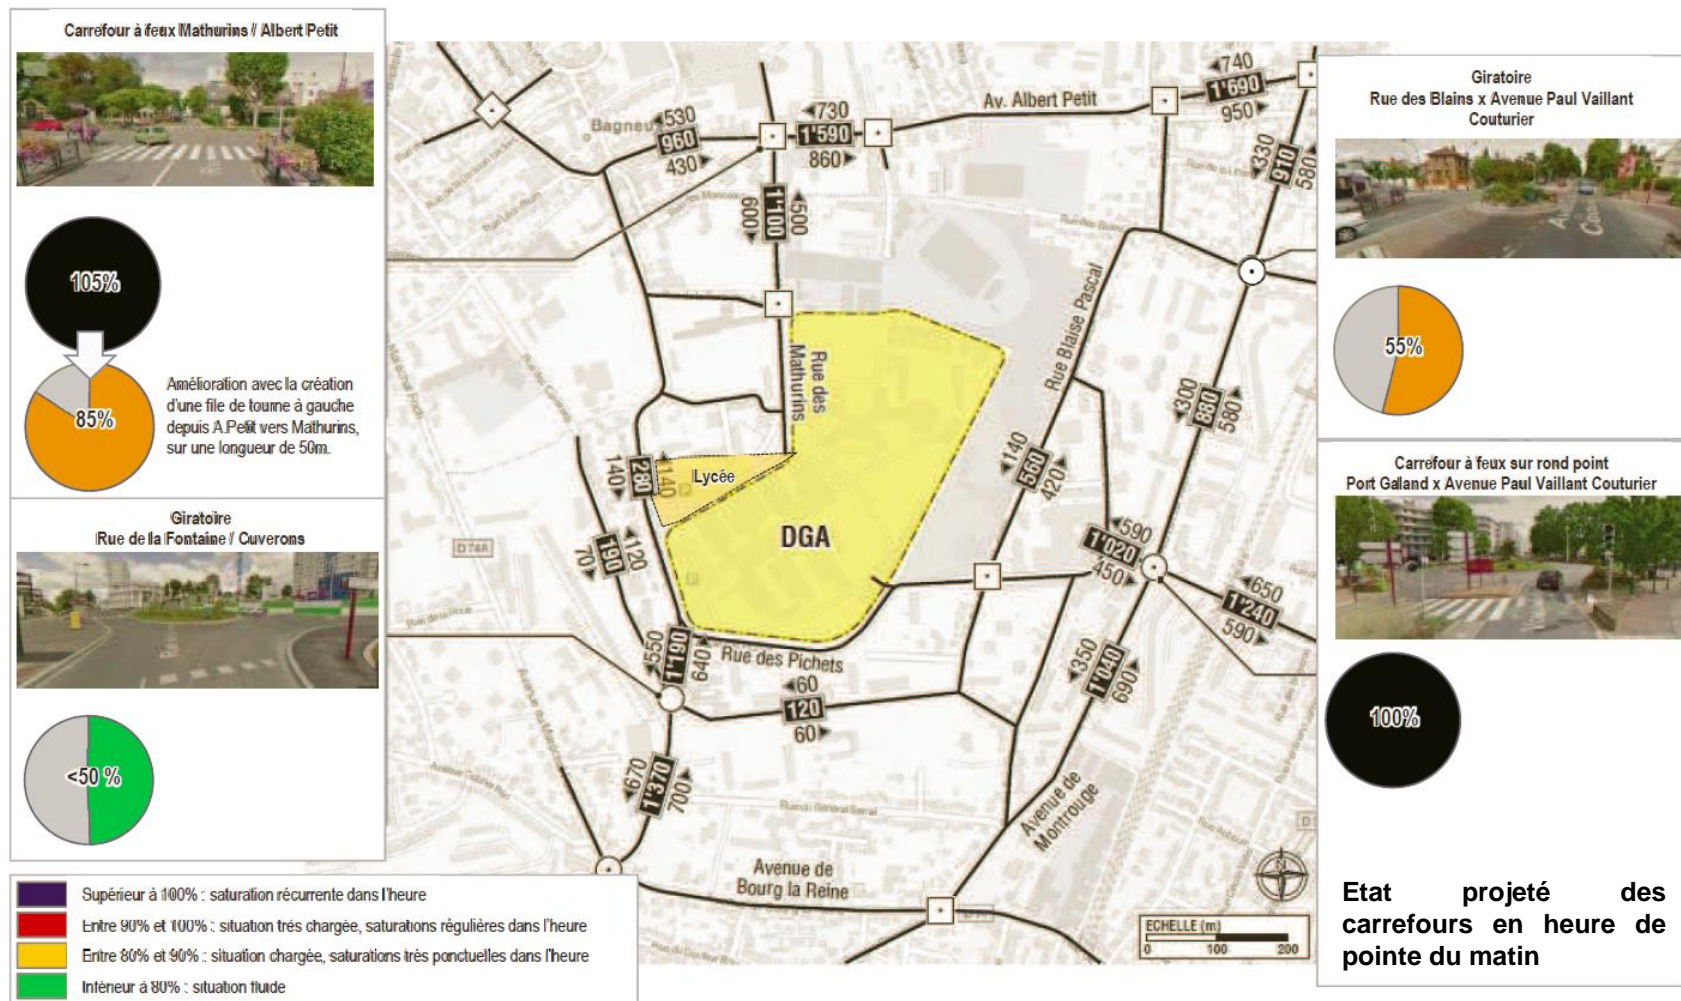 Carrefour à feux Mathurins // Albert Petit
105%
85%
Amélioration avec la création
d'une file de tourne à gauche
depuis A.Petit vers Mathurins,
sur une longueur de 50m.
Giratoire
Rue de la Fontaine // Cuverons
<50 %
Supérieur à 100% : saturation récurrente dans l'heure
Entre 90% et 100% : situation très chargée, saturations régulières dans l'heure
Entre 80% et 90% : situation chargée, saturations très ponctuelles dans l'heure
Inférieur à 80% : situation fluide
530
960
430
730
1'590
860
Av. Albert Petit
740
1'690
950
330
910
580
600
1'100
500
Rue des
Mathurins
Rue Blaise Pascal
300
880
580
140
280
140
Lycée
DGA
140
560
420
D74A
120
190
70
590
1'020
450
650
1'240
590
550
1'190
640
Rue des Pichets
60
120
60
350
1'040
690
670
1'370
700
Avenue de
Montrouge
Avenue de
Bourg la Reine
N
ECHELLE (m)
0 100 200
Giratoire
Rue des Blains x Avenue Paul Vaillant
Couturier
55%
Carrefour à feux sur rond point
Port Galand x Avenue Paul Vaillant Couturier
100%
Etat projeté des
carrefours en heure de
pointe du matin